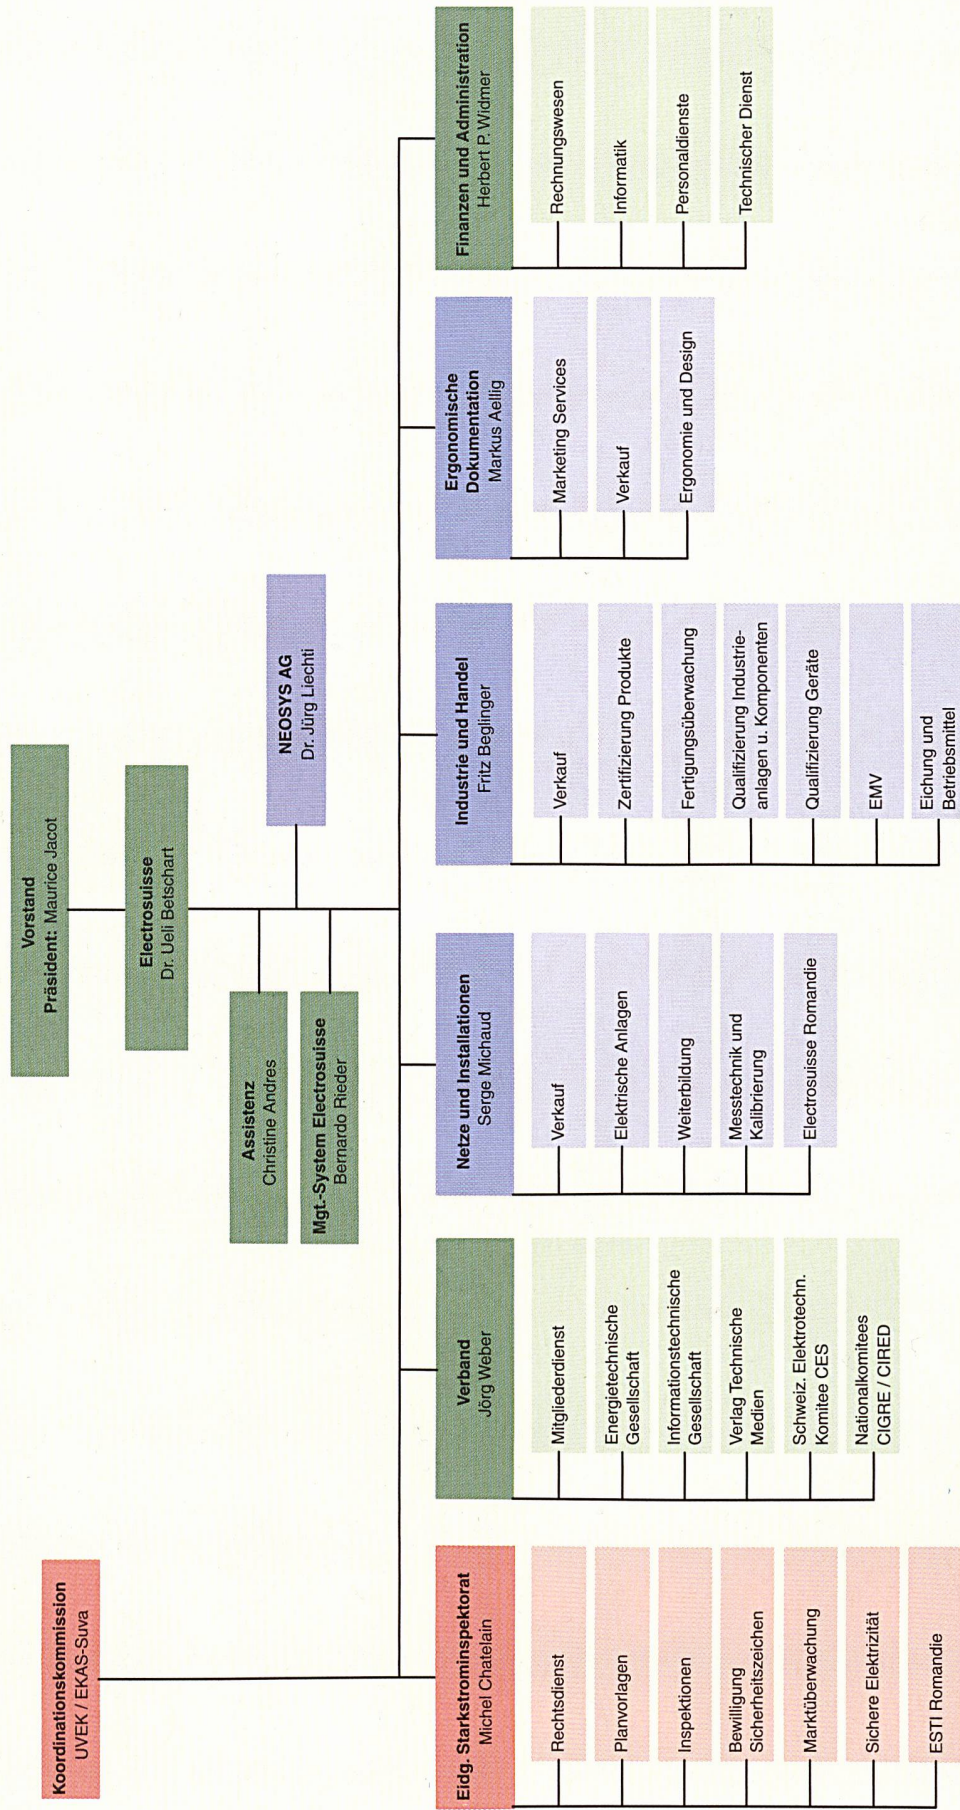 Koordinationskommission
UVEK / EKAS-Suva
Vorstand
Präsident: Maurice Jacot
Electrosuisse
Dr. Ueli Betschart
Assistenz
Christine Andres
Mgt.-System Electrosuisse
Bernardo Rieder
NEOSYS AG
Dr. Jürg Liechti
Eidg. Starkstrominspektorat
Michel Chatelain
Rechtsdienst
Planvorlagen
Inspektionen
Bewilligung
Sicherheitszeichen
Marktüberwachung
Sichere Elektrizität
ESTI Romandie
Verband
Jörg Weber
Mitgliederdienst
Energietechnische
Gesellschaft
Informationstechnische
Gesellschaft
Verlag Technische
Medien
Schweiz. Elektrotechn.
Komitee CES
Nationalkomitees
CIGRE / CIRED
Netze und Installationen
Serge Michaud
Verkauf
Elektrische Anlagen
Weiterbildung
Messtechnik und
Kalibrierung
Electrosuisse Romandie
Industrie und Handel
Fritz Beglinger
Verkauf
Zertifizierung Produkte
Fertigungsüberwachung
Qualifizierung Industrie-
anlagen u. Komponenten
Qualifizierung Geräte
EMV
Eichung und
Betriebsmittel
Ergonomische
Dokumentation
Markus Aellig
Marketing Services
Verkauf
Ergonomie und Design
Finanzen und Administration
Herbert P. Widmer
Rechnungswesen
Informatik
Personaldienste
Technischer Dienst